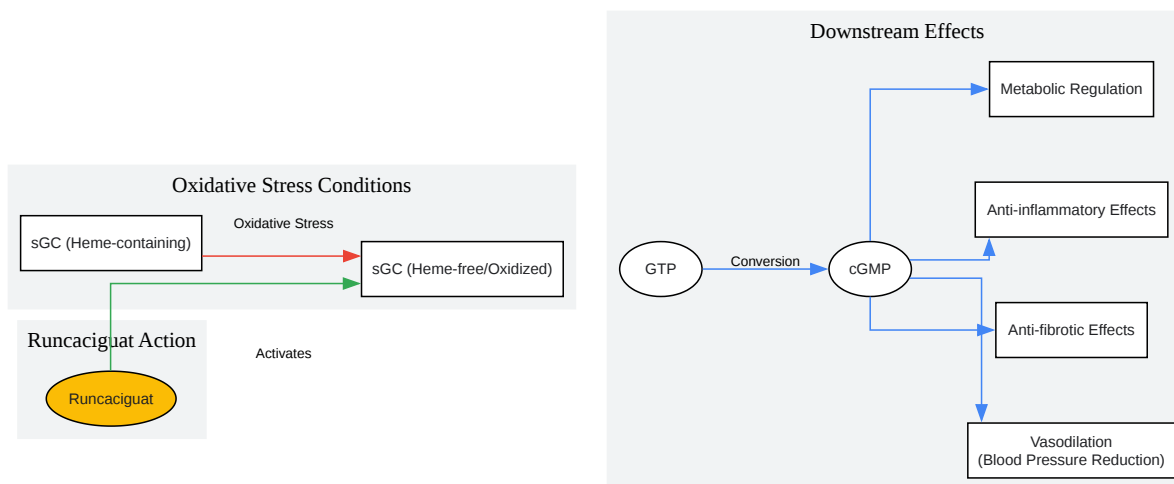 Oxidative Stress Conditions
sGC (Heme-containing)
Oxidative Stress
sGC (Heme-free/Oxidized)
Runcaciguat Action
Activates
Runcaciguat
Downstream Effects
Metabolic Regulation
Anti-inflammatory Effects
GTP
Conversion
cGMP
Anti-fibrotic Effects
Vasodilation
(Blood Pressure Reduction)